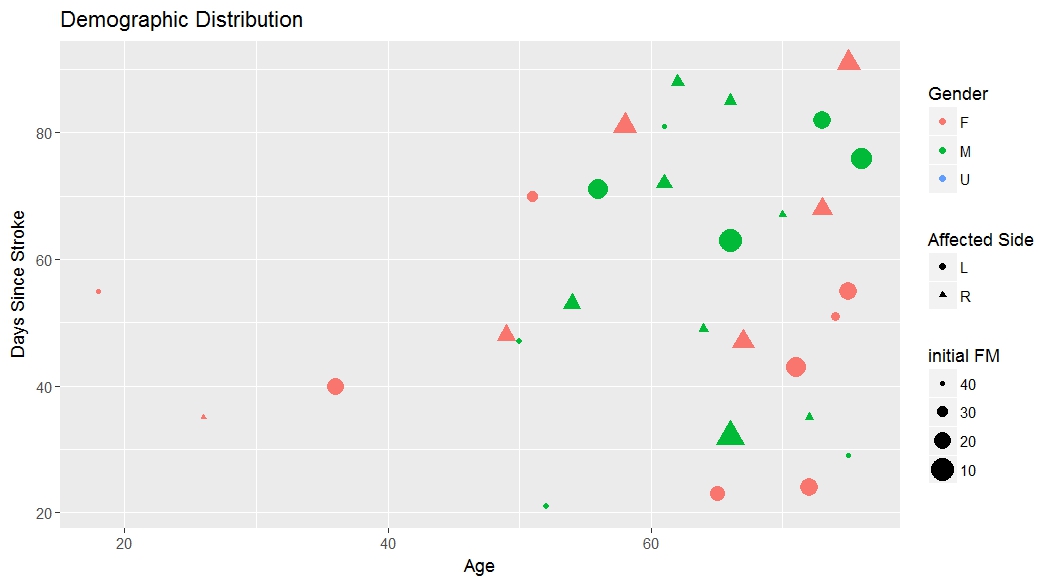 Demographic Distribution
Days Since Stroke
80
60
40
20
20
40
60
Age
Gender
F
M
U
Affected Side
L
R
initial FM
40
30
20
10